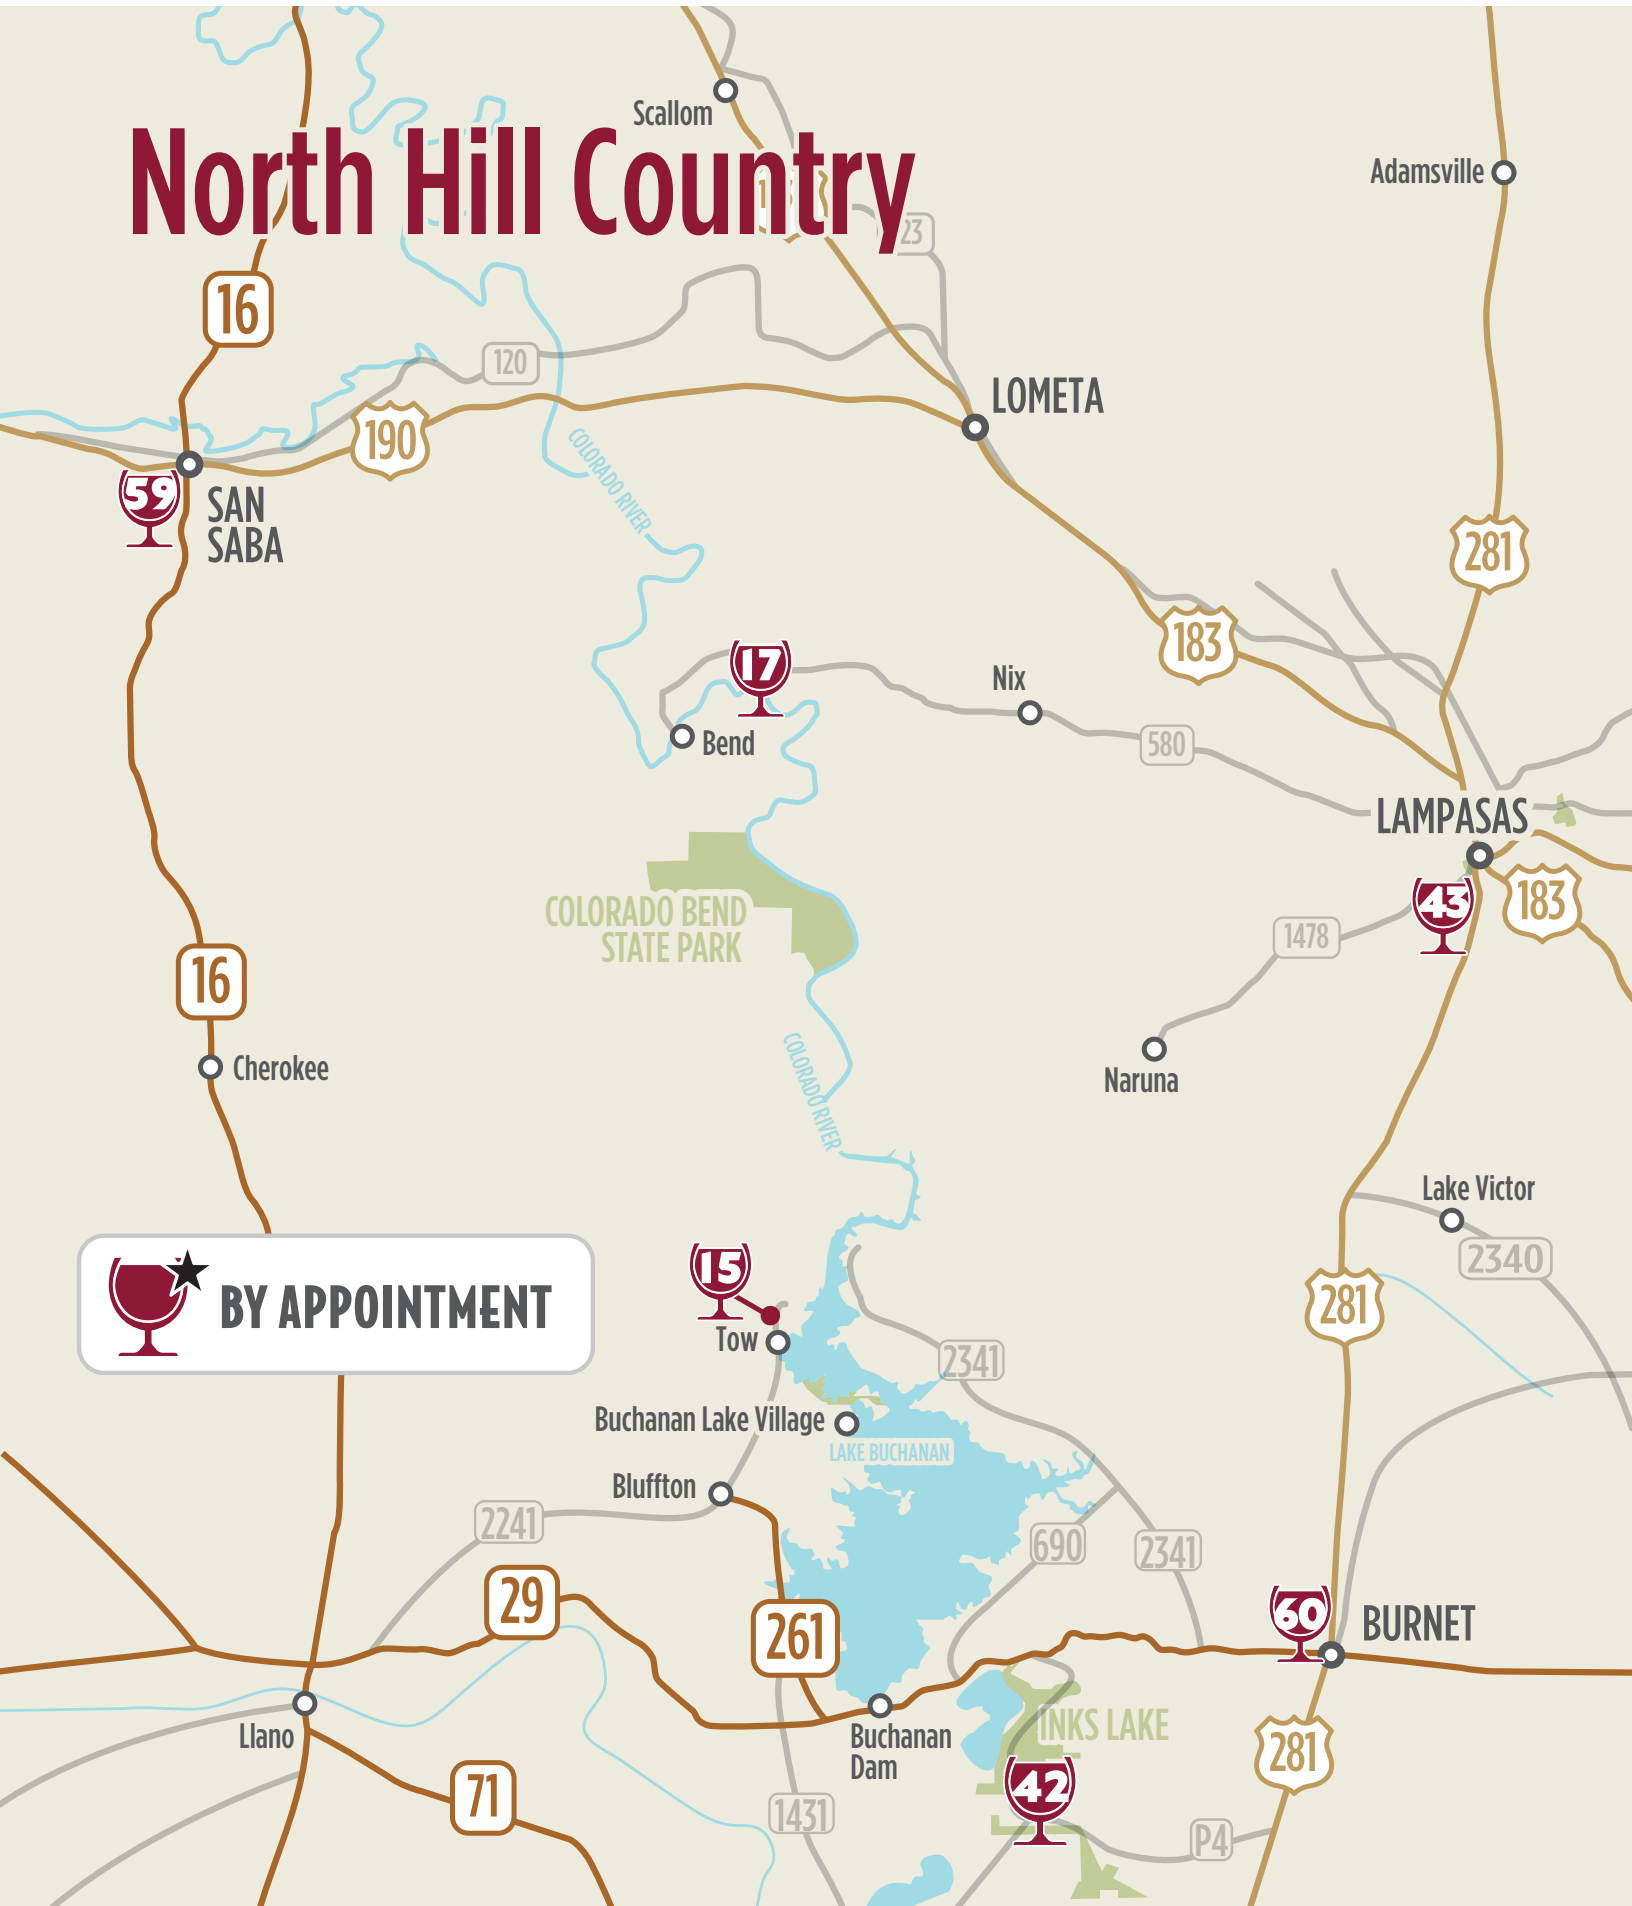 Scallom
North Hill Country
Adamsville
23
16
120
LOMETA
190
COLORADO RIVER
59
SAN
SABA
281
183
17
Nix
Bend
580
LAMPASAS
43
183
COLORADO BEND
STATE PARK
1478
16
Cherokee
COLORADO RIVER
Naruna
Lake Victor
2340
15
BY APPOINTMENT
281
Tow
2341
Buchanan Lake Village
LAKE BUCHANAN
Bluffton
2241
690
2341
29
261
60
BURNET
Llano
Buchanan
Dam
INKS LAKE
281
71
42
1431
P4